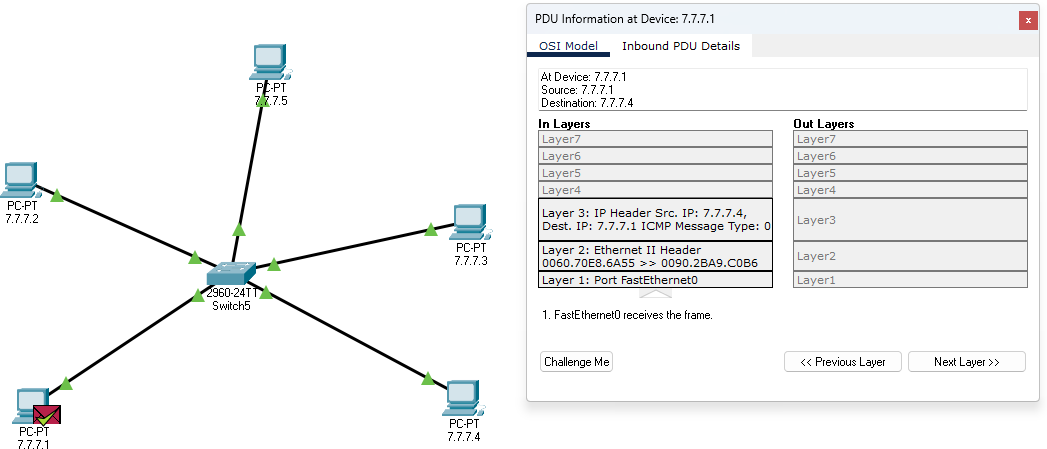 PC-PT
7.7.7.5
PC-PT
7.7.7.2
PC-PT
7.7.7.3
2960-24TT
Switch5
PC-PT
7.7.7.1
PC-PT
7.7.7.4
PDU Information at Device: 7.7.7.1
x
OSI Model
Inbound PDU Details
At Device: 7.7.7.1
Source: 7.7.7.1
Destination: 7.7.7.4
In Layers
Layer7
Layer6
Layer5
Layer4
Layer 3: IP Header Src. IP: 7.7.7.4,
Dest. IP: 7.7.7.1 ICMP Message Type: 0
Layer 2: Ethernet II Header
0060.70E8.6A55 >> 0090.2BA9.C0B6
Layer 1: Port FastEthernet0
Out Layers
Layer7
Layer6
Layer5
Layer4
Layer3
Layer2
Layer1
1. FastEthernet0 receives the frame.
Challenge Me
<< Previous Layer
Next Layer >>